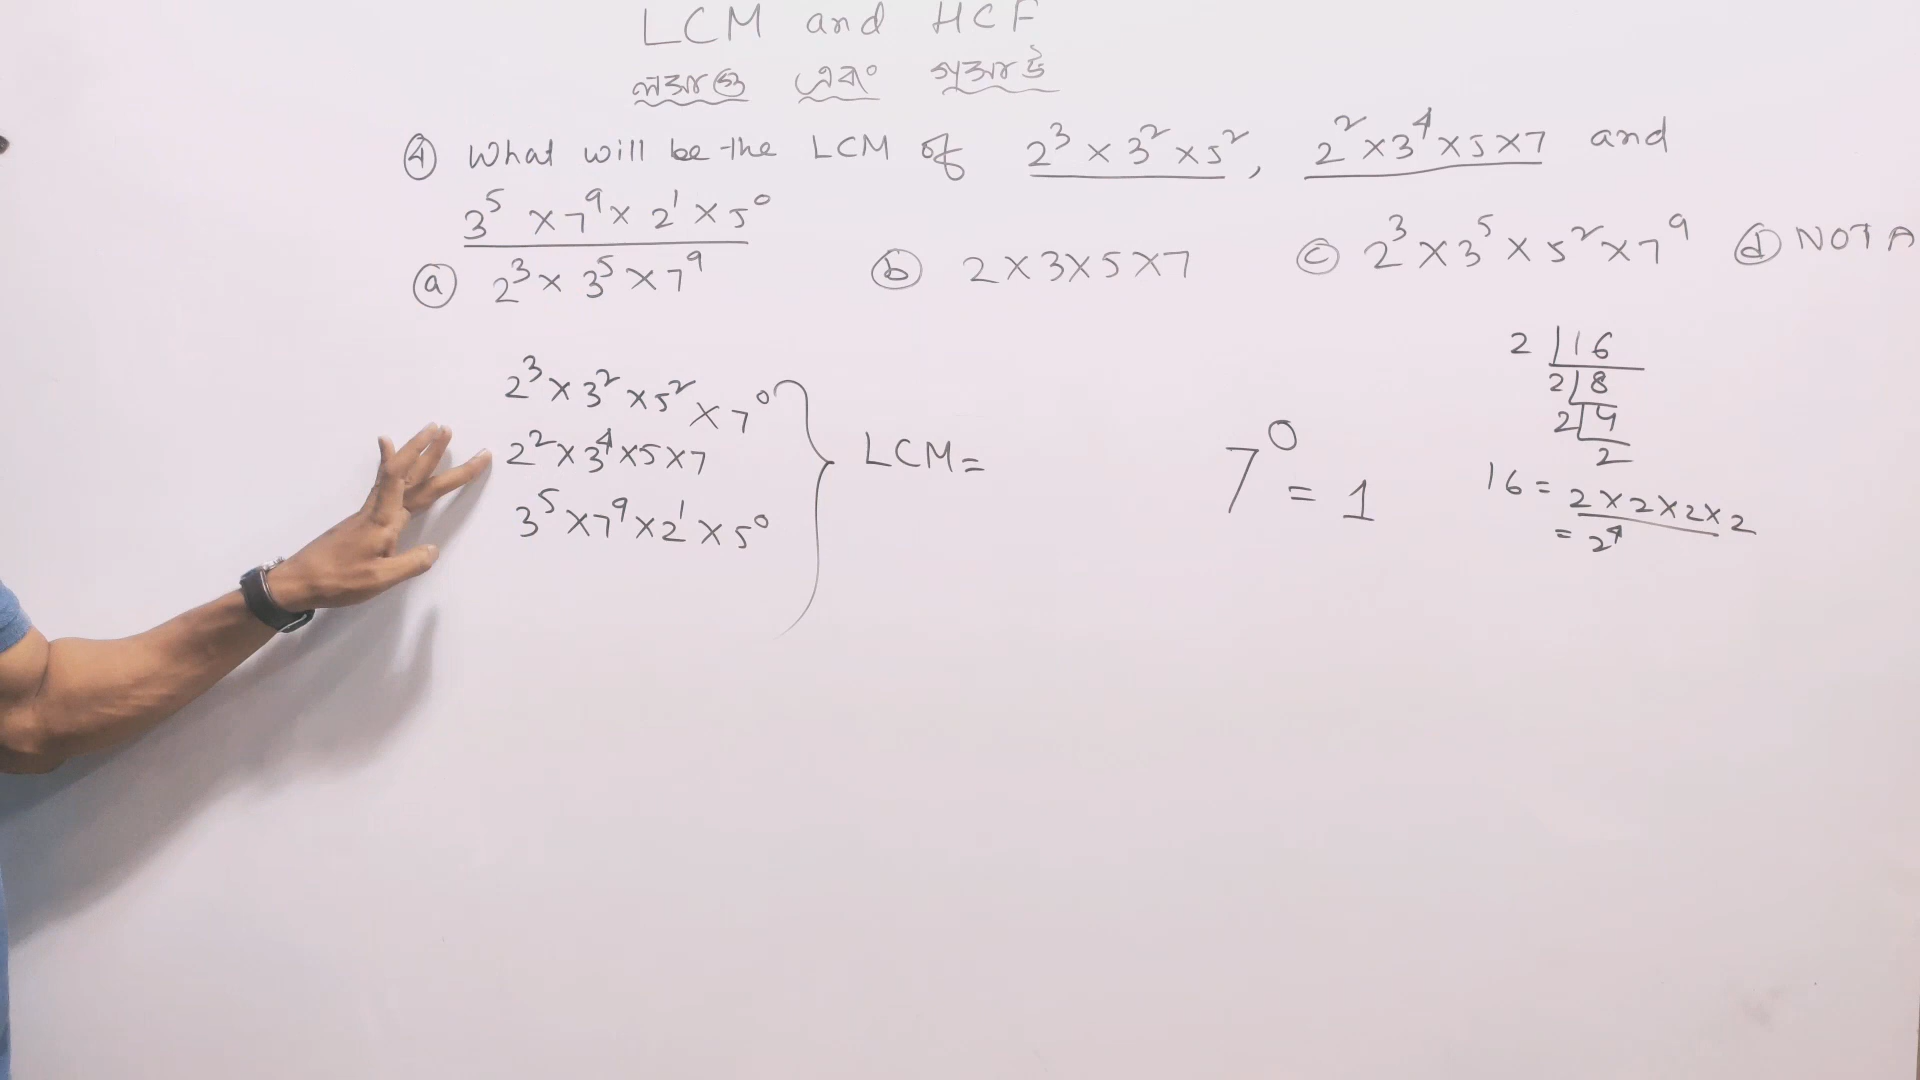 LCM and HCF
লসাগু এবং গসাগু
④ What will be the LCM of 2³ × 3² × 5², 2² × 3⁴ × 5 × 7 and
3⁵ × 7⁹ × 2¹ × 5⁰
ⓐ 2³ × 3⁵ × 7⁹ ⓑ 2 × 3 × 5 × 7 ⓒ 2³ × 3⁵ × 5² × 7⁹ ⓓ NOTA
2³ × 3² × 5² × 7⁰
2² × 3⁴ × 5 × 7
3⁵ × 7⁹ × 2¹ × 5⁰
LCM =
7⁰ = 1
2 | 16
2 | 8
2 | 4
2
16 = 2 × 2 × 2 × 2
= 2⁴